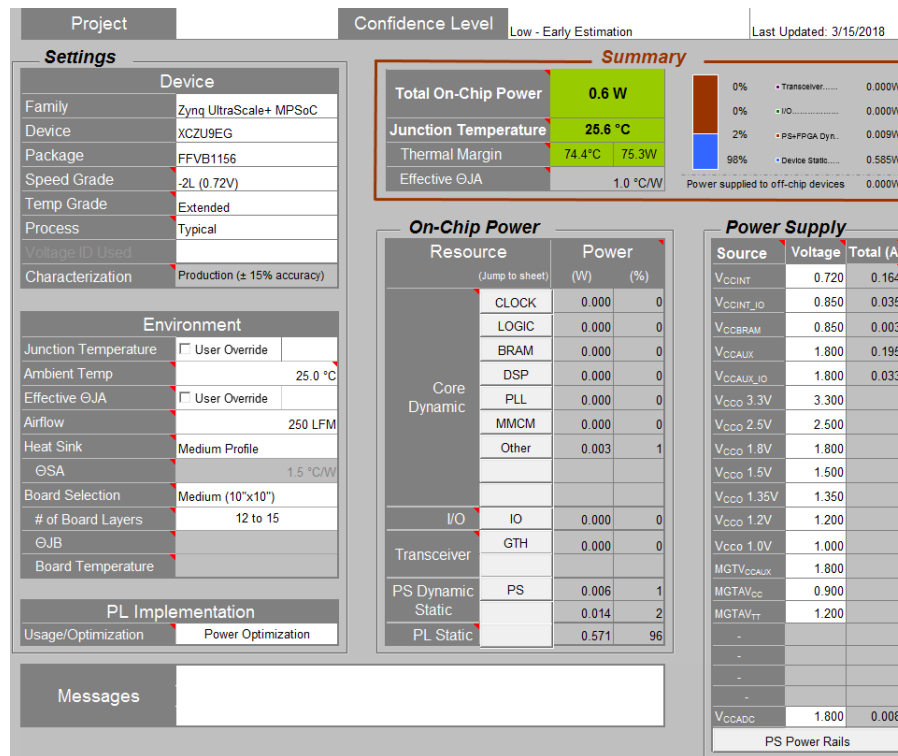 Project
Confidence Level
Low - Early Estimation
Last Updated: 3/15/2018
Settings
Device
Family Zynq UltraScale+ MPSoC
Device XCZU9EG
Package FFVB1156
Speed Grade -2L (0.72V)
Temp Grade Extended
Process Typical
Voltage ID Used
Characterization Production (± 15% accuracy)
Environment
Junction Temperature User Override
Ambient Temp 25.0 °C
Effective ΘJA User Override
Airflow 250 LFM
Heat Sink Medium Profile
ΘSA 1.5 °C/W
Board Selection Medium (10"x10")
# of Board Layers 12 to 15
ΘJB
Board Temperature
PL Implementation
Usage/Optimization Power Optimization
Messages
Summary
Total On-Chip Power 0.6 W
Junction Temperature 25.6 °C
Thermal Margin 74.4°C 75.3W
Effective ΘJA 1.0 °C/W
0% Transceiver...... 0.000W
0% I/O.................. 0.000W
2% PS+FPGA Dyn.. 0.009W
98% Device Static..... 0.585W
Power supplied to off-chip devices 0.000W
On-Chip Power
Resource Power
(Jump to sheet) (W) (%)
Core Dynamic
CLOCK 0.000 0
LOGIC 0.000 0
BRAM 0.000 0
DSP 0.000 0
PLL 0.000 0
MMCM 0.000 0
Other 0.003 1
I/O IO 0.000 0
Transceiver GTH 0.000 0
PS Dynamic PS 0.006 1
Static 0.014 2
PL Static 0.571 96
Power Supply
Source Voltage Total (A
VCCINT 0.720 0.164
VCCINT_IO 0.850 0.035
VCCBRAM 0.850 0.003
VCCAUX 1.800 0.195
VCCAUX_IO 1.800 0.033
VCCO 3.3V 3.300
VCCO 2.5V 2.500
VCCO 1.8V 1.800
VCCO 1.5V 1.500
VCCO 1.35V 1.350
VCCO 1.2V 1.200
Vcco 1.0V 1.000
MGTVCCAUX 1.800
MGTAVCC 0.900
MGTAVTT 1.200
-
-
-
-
VCCADC 1.800 0.008
PS Power Rails